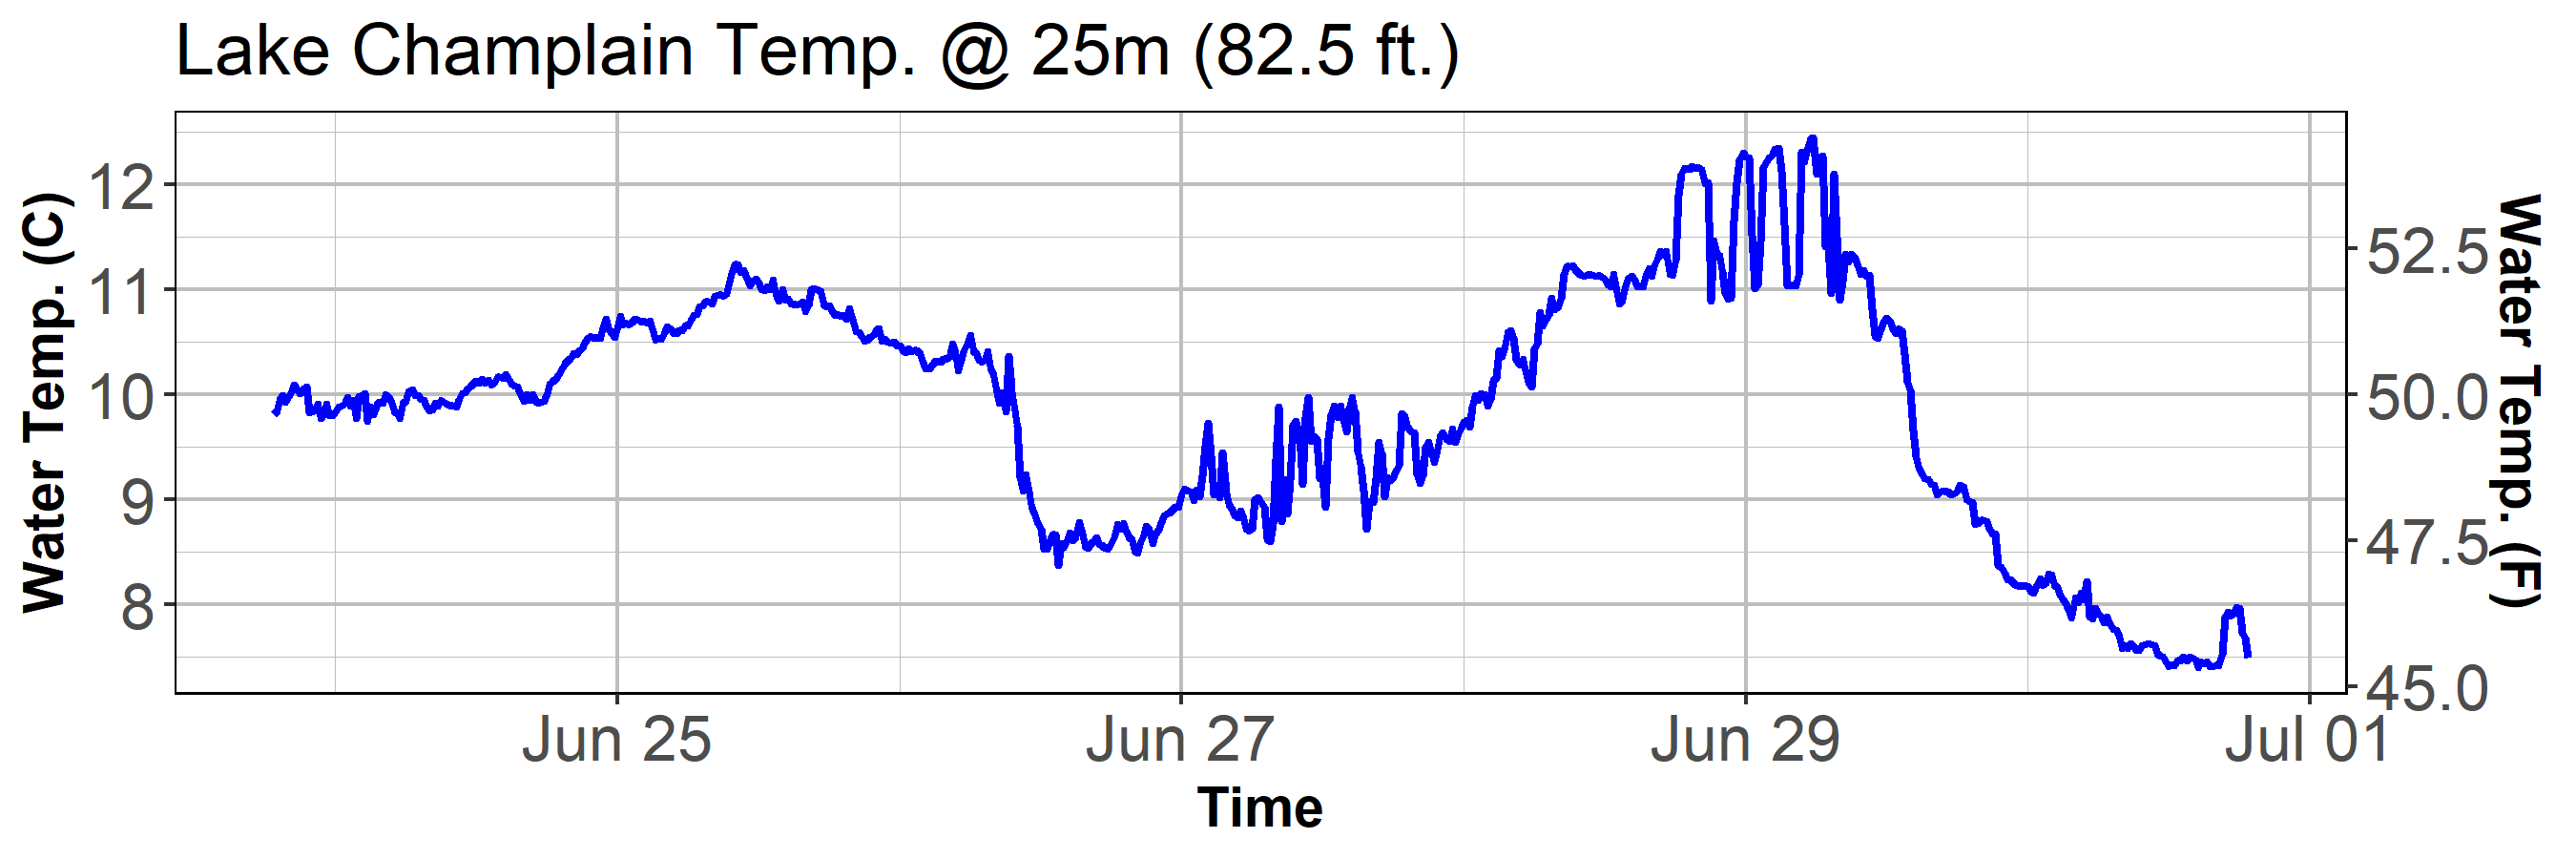 Lake Champlain Temp. @ 25m (82.5 ft.)
Water Temp. (C)
12
11
10
9
8
52.5
50.0
47.5
45.0
Water Temp. (F)
Jun 25 Jun 27 Jun 29 Jul 01
Time